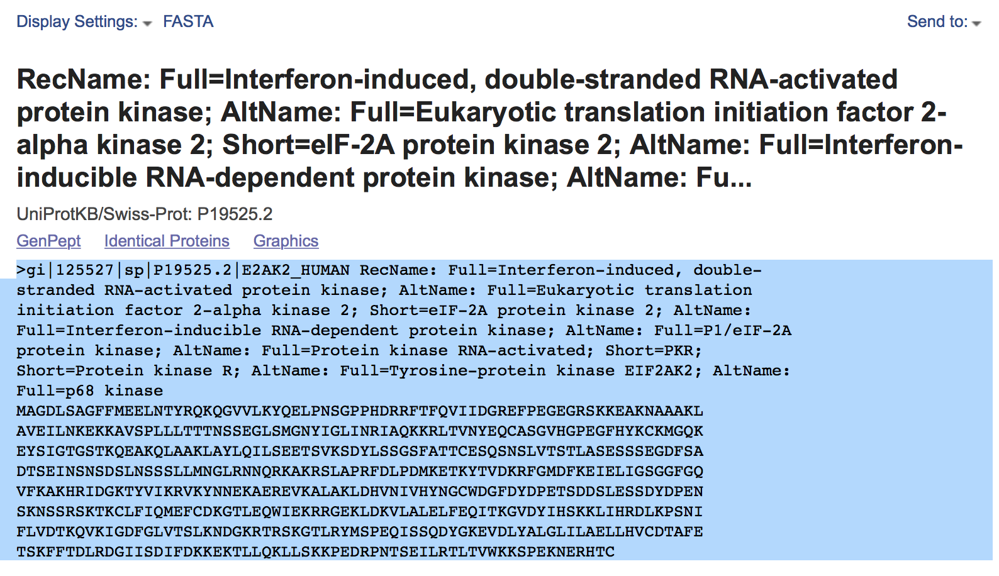 Display Settings: FASTA
Send to:
RecName: Full=Interferon-induced, double-stranded RNA-activated
protein kinase; AltName: Full=Eukaryotic translation initiation factor 2-
alpha kinase 2; Short=eIF-2A protein kinase 2; AltName: Full=Interferon-
inducible RNA-dependent protein kinase; AltName: Fu...
UniProtKB/Swiss-Prot: P19525.2
GenPept Identical Proteins Graphics
>gi|125527|sp|P19525.2|E2AK2_HUMAN RecName: Full=Interferon-induced, double-
stranded RNA-activated protein kinase; AltName: Full=Eukaryotic translation
initiation factor 2-alpha kinase 2; Short=eIF-2A protein kinase 2; AltName:
Full=Interferon-inducible RNA-dependent protein kinase; AltName: Full=P1/eIF-2A
protein kinase; AltName: Full=Protein kinase RNA-activated; Short=PKR;
Short=Protein kinase R; AltName: Full=Tyrosine-protein kinase EIF2AK2; AltName:
Full=p68 kinase
MAGDLSAGFFMEELNTYRQKQGVVLKYQELPNSGPPHDRRFTFQVIIDGREFPEGEGRSKKEAKNAAAKL
AVEILNKEKKAVSPLLLTTTNSSEGLSMGNYIGLINRIAQKKRLTVNYEQCASGVHGPEGFHYKCKMGQK
EYSIGTGSTKQEAKQLAAKLAYLQILSEETSVKSDYLSSGSFATTCESQSNSLVTSTLASESSSEGDFSA
DTSEINSNSDSLNSSSLLMNGLRNNQRKAKRSLAPRFDLPDMKETKYTVDKRFGMDFKEIELIGSGGFGQ
VFKAKHRIDGKTYVIKRVKYNNEKAEREVKALAKLDHVNIVHYNGCWDGFDYDPETSDDSLESSDYDPEN
SKNSSRSKTKCLFIQMEFCDKGTLEQWIEKRRGEKLDKVLALELFEQITKGVDYIHSKKLIHRDLKPSNI
FLVDTKQVKIGDFGLVTSLKNDGKRTRSKGTLRYMSPEQISSQDYGKEVDLYALGLILAELLHVCDTAFE
TSKFFTDLRDGIISDIFDKKEKTLLQKLLSKKPEDRPNTSEILRTLTVWKKSPEKNERHTC